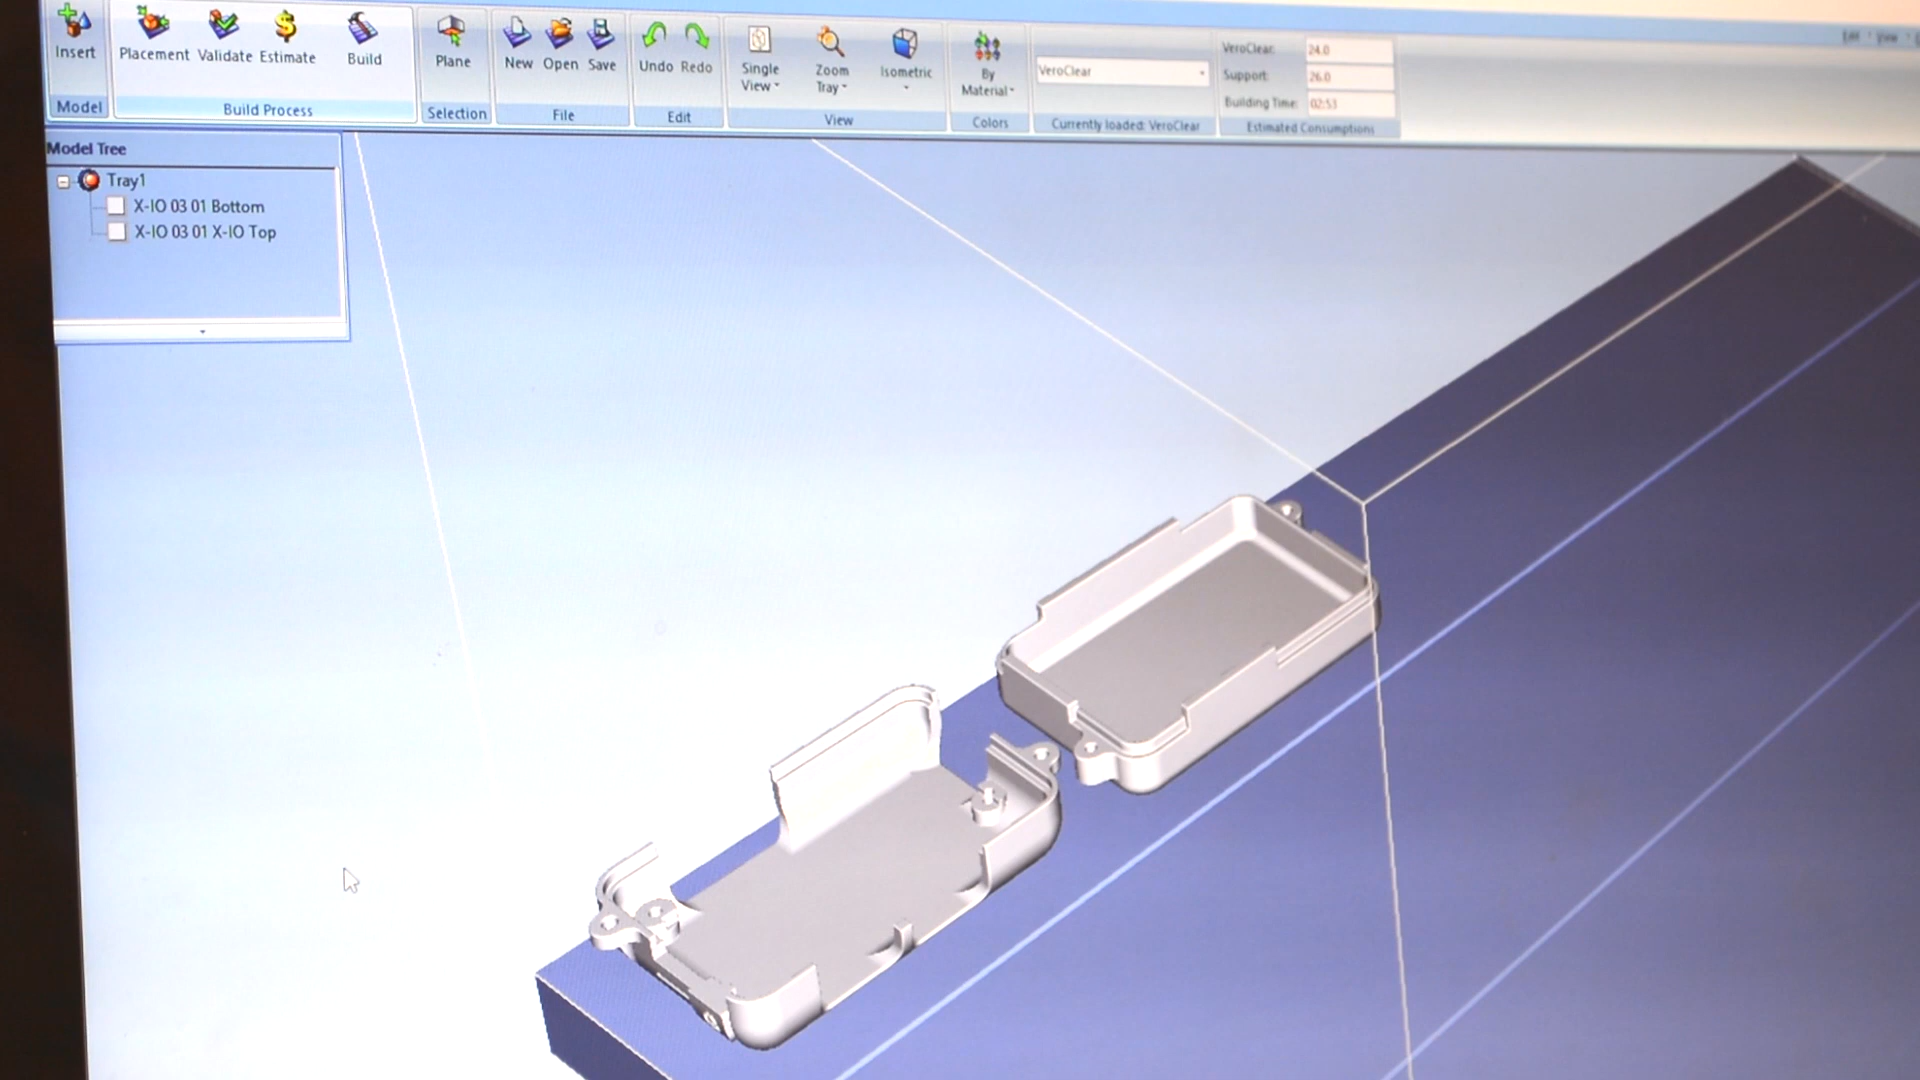 Insert
Placement Validate Estimate Build
Plane
New Open Save
Undo Redo
Single View
Zoom Tray
Isometric
By Material
VeroClear
VeroClear: 24.0
Support: 26.0
Building Time: 02:53
Model
Build Process
Selection
File
Edit
View
Colors
Currently loaded: VeroClear
Estimated Consumptions
Model Tree
Tray1
X-IO 03 01 Bottom
X-IO 03 01 X-IO Top